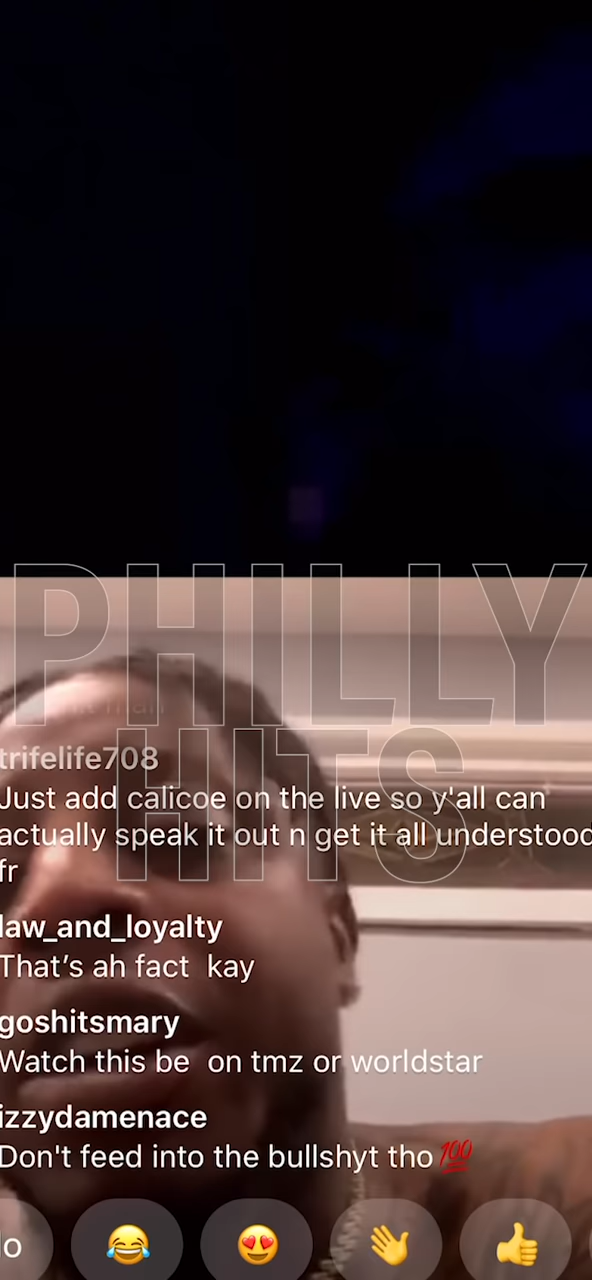 PHILLY
HITS
trifelife708
Just add calicoe on the live so y'all can
actually speak it out n get it all understood
fr
law_and_loyalty
That’s ah fact  kay
goshitsmary
Watch this be  on tmz or worldstar
izzydamenace
Don't feed into the bullshyt tho💯
lo
😂 😍 👋 👍